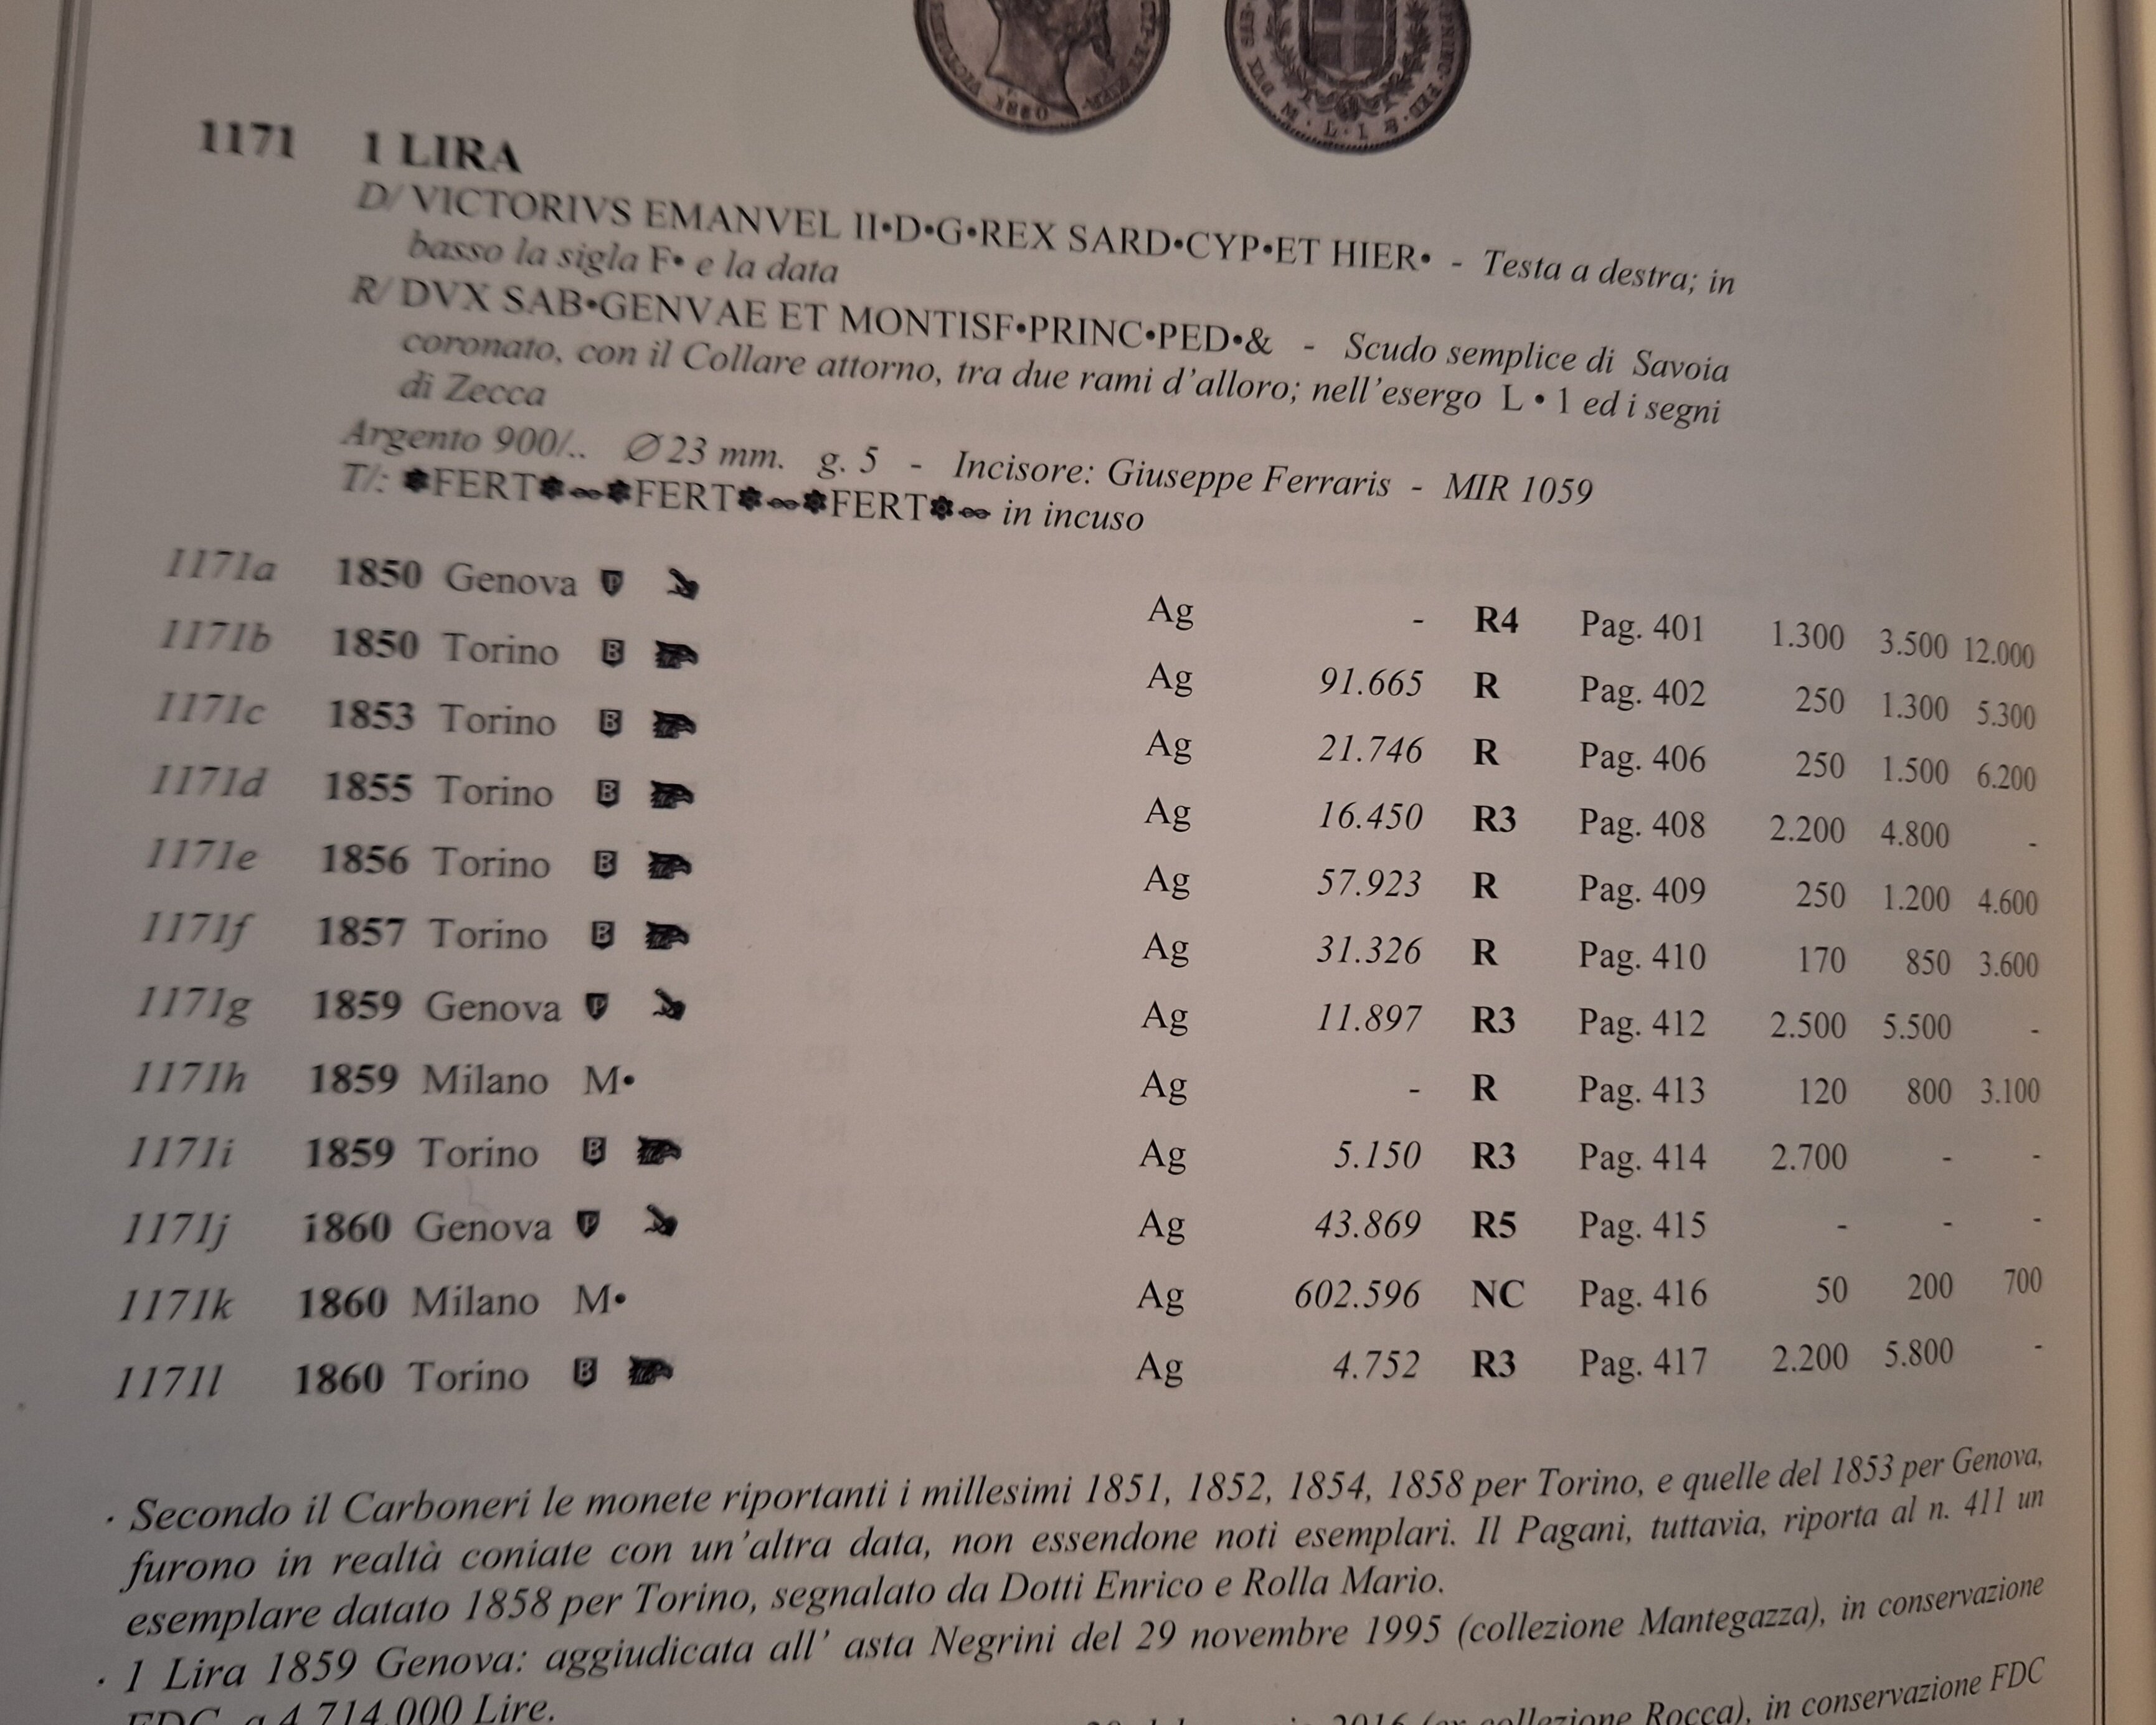 1171 1 LIRA
D/ VICTORIVS EMANVEL II•D•G•REX SARD•CYP•ET HIER• - Testa a destra; in
basso la sigla F• e la data
R/ DVX SAB•GENVAE ET MONTISF•PRINC•PED•& - Scudo semplice di Savoia
coronato, con il Collare attorno, tra due rami d'alloro; nell'esergo L • 1 ed i segni
di Zecca
Argento 900/.. Ø 23 mm. g. 5 - Incisore: Giuseppe Ferraris - MIR 1059
T/: ✽FERT✽∞✽FERT✽∞✽FERT✽∞ in incuso
1171a 1850 Genova P Ag - R4 Pag. 401 1.300 3.500 12.000
1171b 1850 Torino B Ag 91.665 R Pag. 402 250 1.300 5.300
1171c 1853 Torino B Ag 21.746 R Pag. 406 250 1.500 6.200
1171d 1855 Torino B Ag 16.450 R3 Pag. 408 2.200 4.800 -
1171e 1856 Torino B Ag 57.923 R Pag. 409 250 1.200 4.600
1171f 1857 Torino B Ag 31.326 R Pag. 410 170 850 3.600
1171g 1859 Genova P Ag 11.897 R3 Pag. 412 2.500 5.500 -
1171h 1859 Milano M• Ag - R Pag. 413 120 800 3.100
1171i 1859 Torino B Ag 5.150 R3 Pag. 414 2.700 - -
1171j 1860 Genova P Ag 43.869 R5 Pag. 415 - - -
1171k 1860 Milano M• Ag 602.596 NC Pag. 416 50 200 700
1171l 1860 Torino B Ag 4.752 R3 Pag. 417 2.200 5.800 -
· Secondo il Carboneri le monete riportanti i millesimi 1851, 1852, 1854, 1858 per Torino, e quelle del 1853 per Genova,
furono in realtà coniate con un'altra data, non essendone noti esemplari. Il Pagani, tuttavia, riporta al n. 411 un
esemplare datato 1858 per Torino, segnalato da Dotti Enrico e Rolla Mario.
· 1 Lira 1859 Genova: aggiudicata all' asta Negrini del 29 novembre 1995 (collezione Mantegazza), in conservazione
FDC, a 4.714.000 Lire.
2016 (ex collezione Rocca), in conservazione FDC